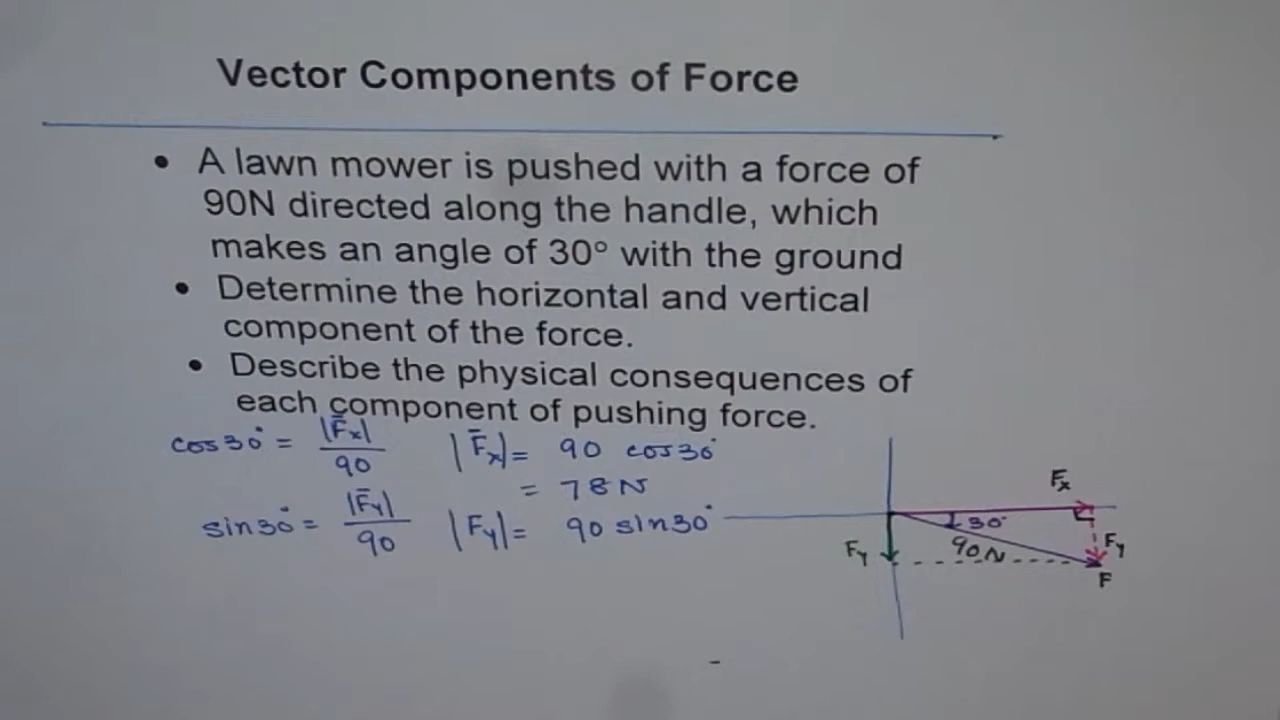 Vector Components of Force
• A lawn mower is pushed with a force of
90N directed along the handle, which
makes an angle of 30° with the ground
• Determine the horizontal and vertical
component of the force.
• Describe the physical consequences of
each component of pushing force.
cos30° = |F̄x| / 90 |F̄x| = 90 cos30°
= 78N
sin30° = |F̄y| / 90 |Fy| = 90 sin30°
Fx
30°
Fy 90N Fy
F